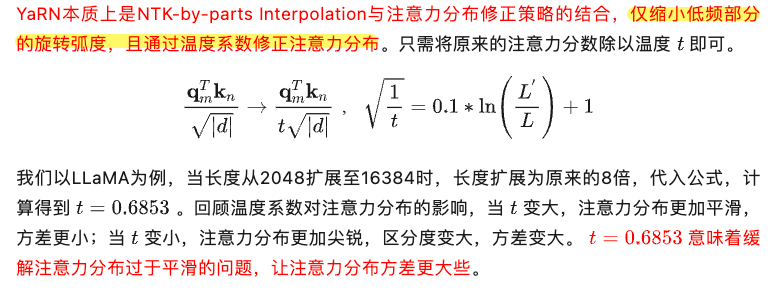 YaRN本质上是NTK-by-parts Interpolation与注意力分布修正策略的结合，仅缩小低频部分
的旋转弧度，且通过温度系数修正注意力分布。只需将原来的注意力分数除以温度 t 即可。
\frac{\mathbf{q}_m^T \mathbf{k}_n}{\sqrt{|d|}} \to \frac{\mathbf{q}_m^T \mathbf{k}_n}{t\sqrt{|d|}} , \sqrt{\frac{1}{t}} = 0.1 * \ln\left(\frac{L'}{L}\right) + 1
我们以LLaMA为例，当长度从2048扩展至16384时，长度扩展为原来的8倍，代入公式，计
算得到 t = 0.6853 。回顾温度系数对注意力分布的影响，当 t 变大，注意力分布更加平滑，
方差更小；当 t 变小，注意力分布更加尖锐，区分度变大，方差变大。 t = 0.6853 意味着
缓解注意力分布过于平滑的问题，让注意力分布方差更大些。